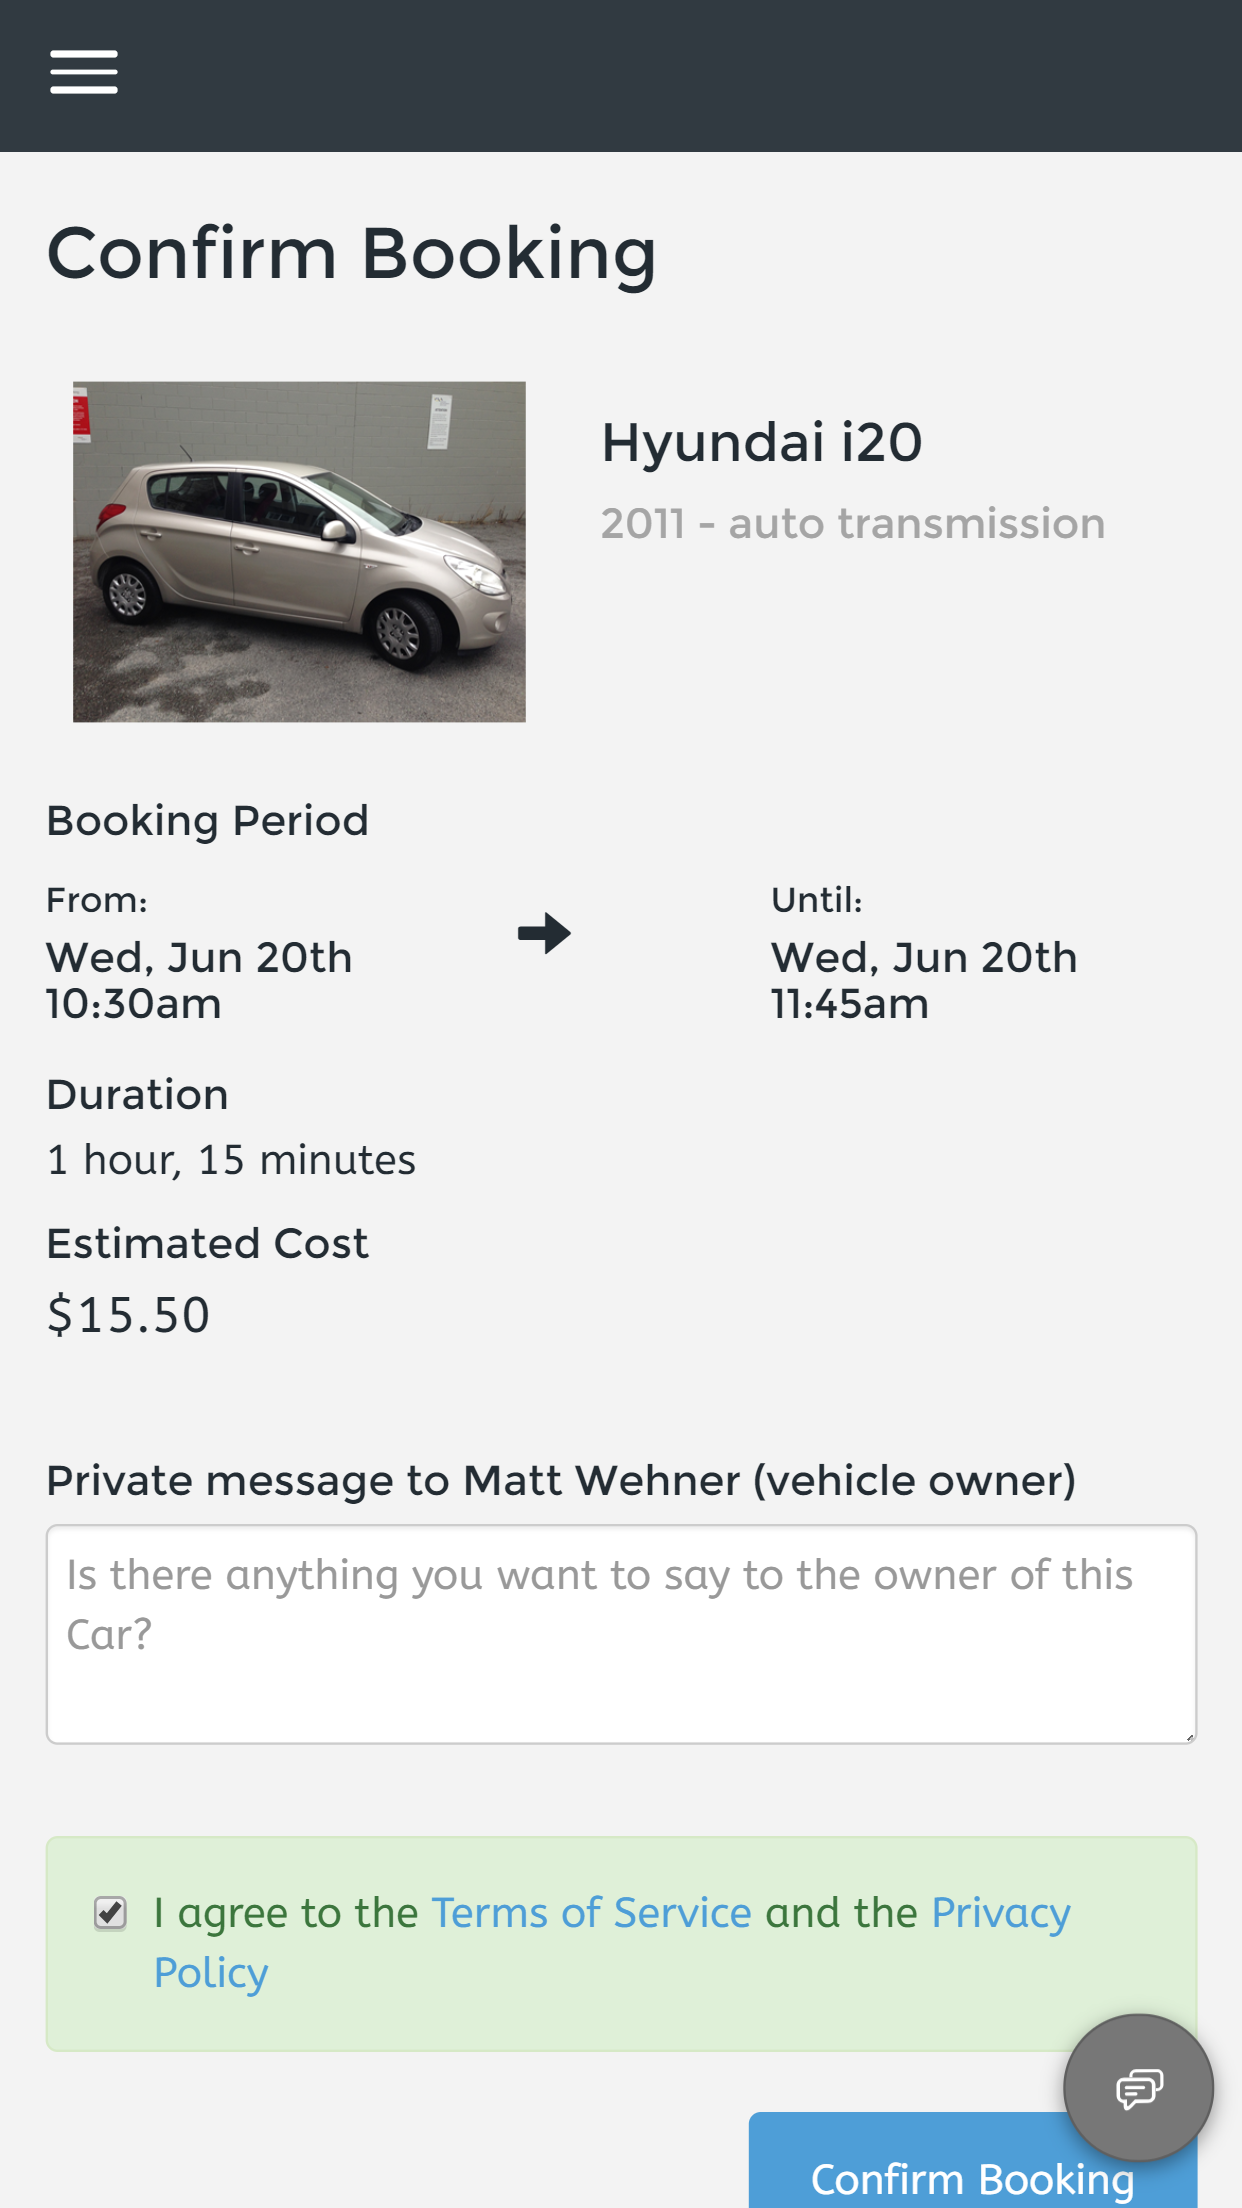 Confirm Booking
Hyundai i20
2011 - auto transmission
Booking Period
From:
Wed, Jun 20th
10:30am
Until:
Wed, Jun 20th
11:45am
Duration
1 hour, 15 minutes
Estimated Cost
$15.50
Private message to Matt Wehner (vehicle owner)
Is there anything you want to say to the owner of this
Car?
I agree to the Terms of Service and the Privacy
Policy
Confirm Booking